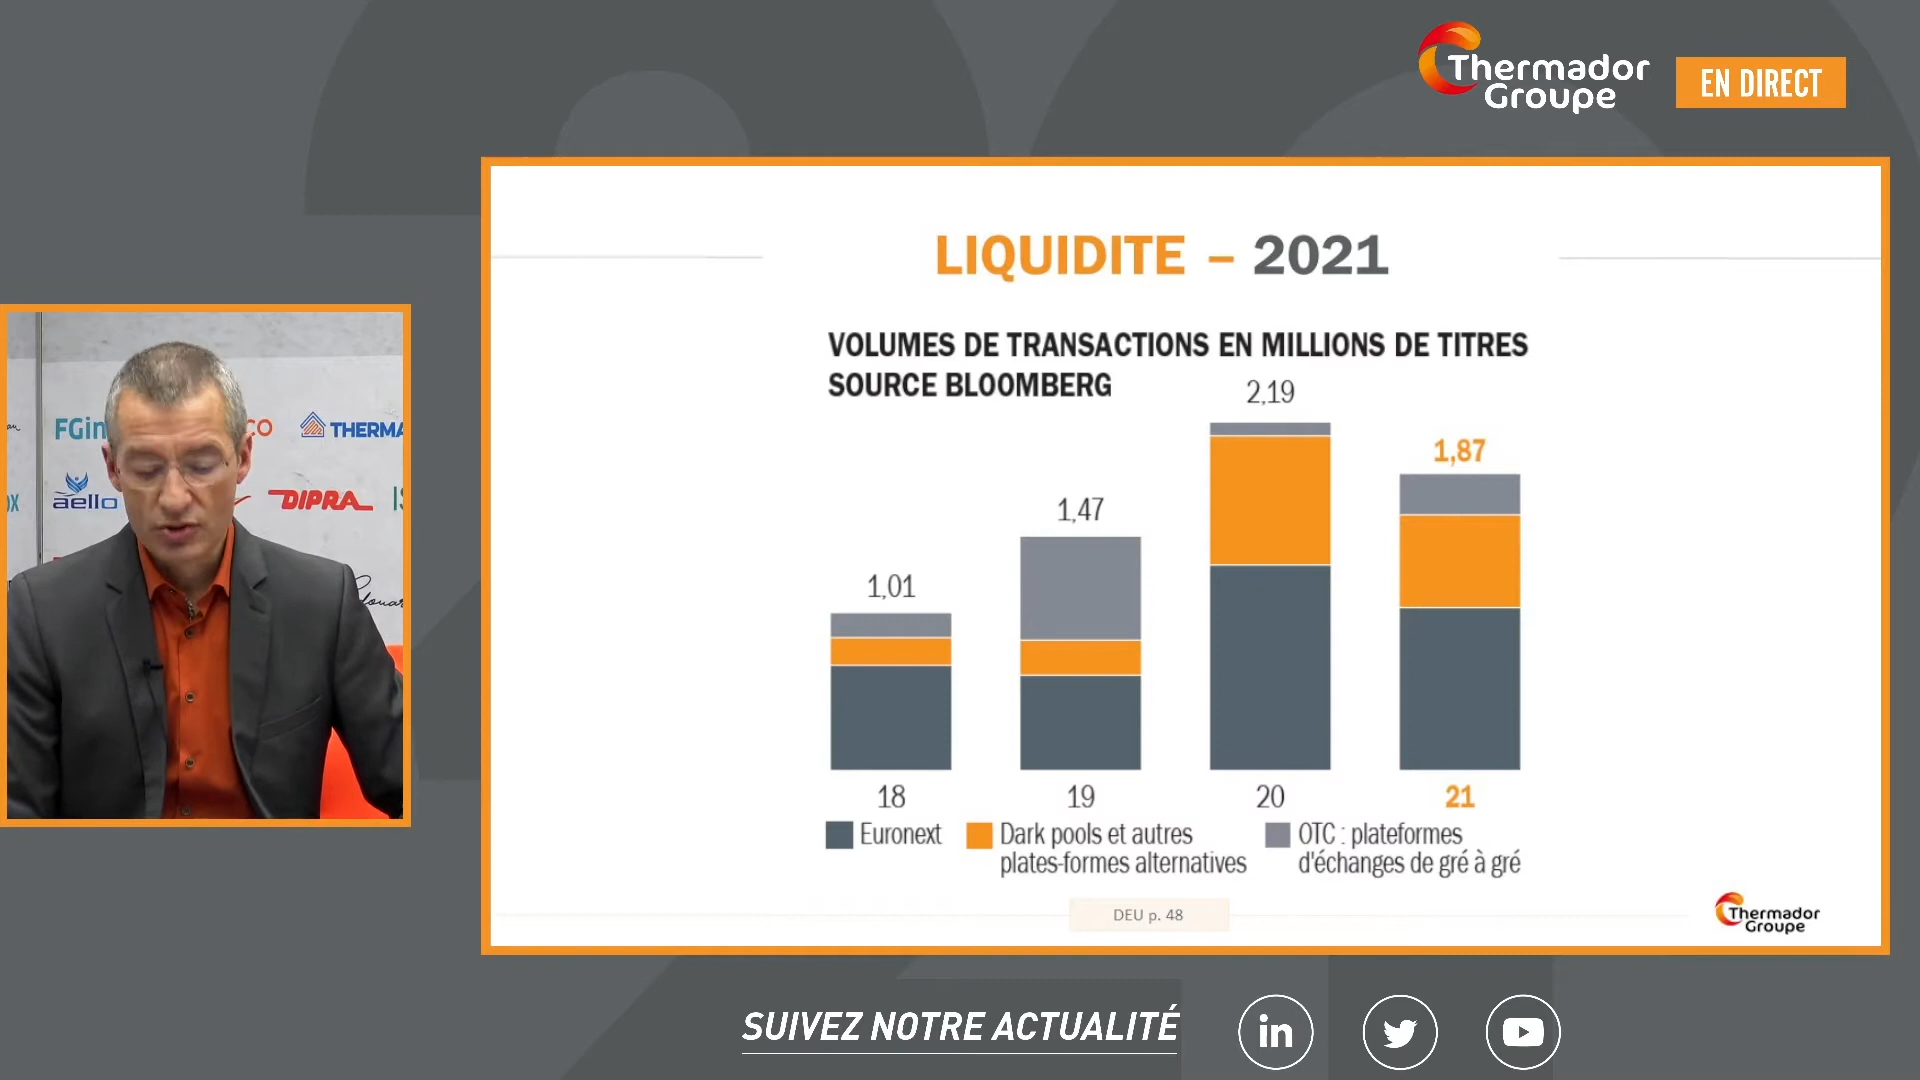 Thermador
Groupe
EN DIRECT
LIQUIDITE – 2021
VOLUMES DE TRANSACTIONS EN MILLIONS DE TITRES
SOURCE BLOOMBERG
2,19
1,87
1,47
1,01
18
19
20
21
Euronext
Dark pools et autres
plates-formes alternatives
OTC : plateformes
d'échanges de gré à gré
DEU p. 48
Thermador
Groupe
aello
DIPRA
SUIVEZ NOTRE ACTUALITÉ
in